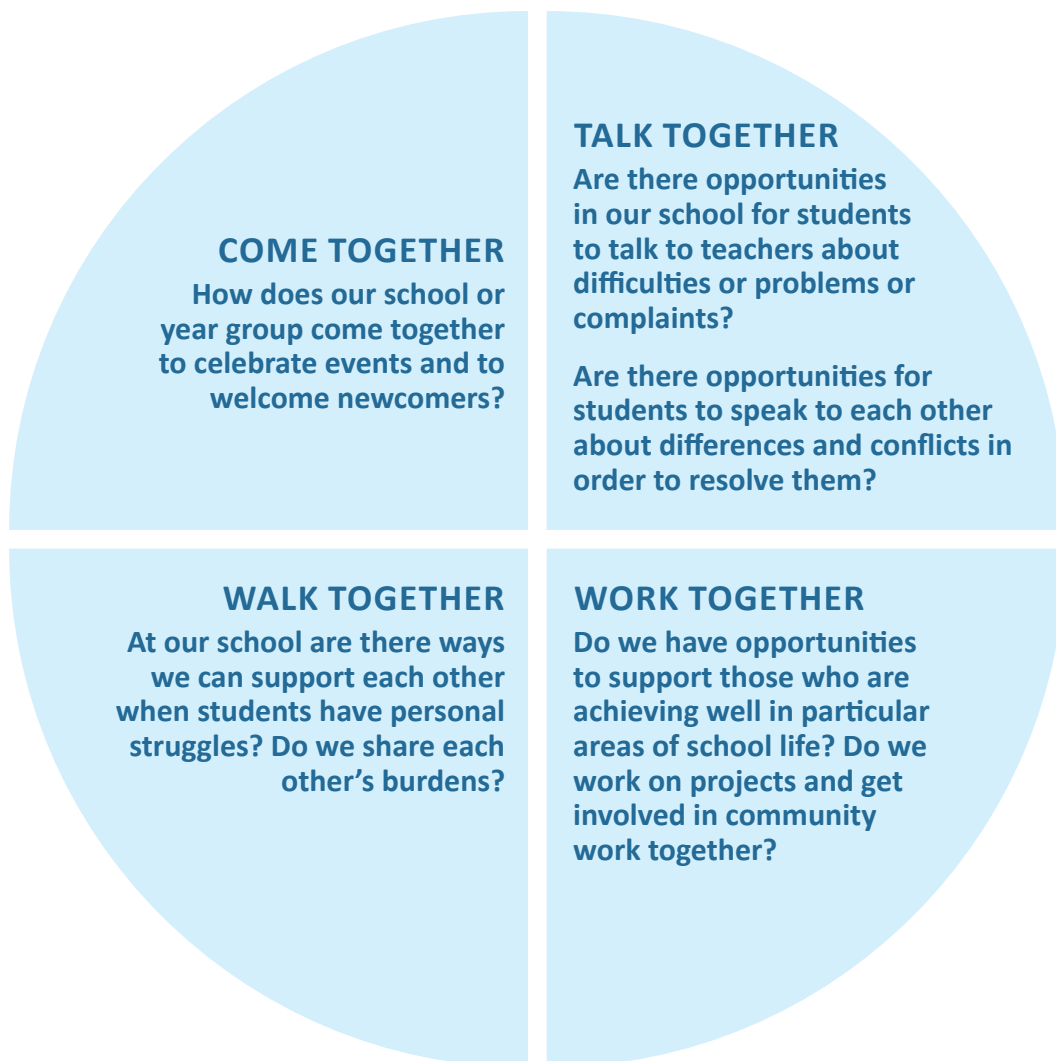 COME TOGETHER
How does our school or
year group come together
to celebrate events and to
welcome newcomers?
TALK TOGETHER
Are there opportunities
in our school for students
to talk to teachers about
difficulties or problems or
complaints?
Are there opportunities for
students to speak to each other
about differences and conflicts in
order to resolve them?
WALK TOGETHER
At our school are there ways
we can support each other
when students have personal
struggles? Do we share each
other’s burdens?
WORK TOGETHER
Do we have opportunities
to support those who are
achieving well in particular
areas of school life? Do we
work on projects and get
involved in community
work together?